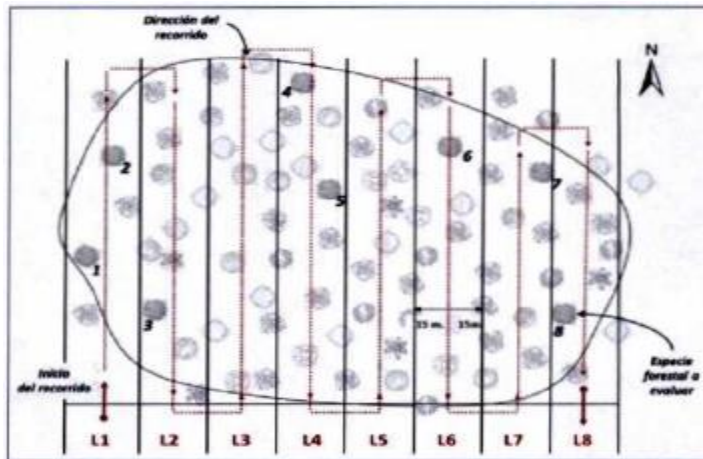 Dirección del
recorrido
N
4
2
6
7
5
1
3
15 m. 15m.
8
Inicio
del recorrido
Especie
forestal a
evaluar
L1 L2 L3 L4 L5 L6 L7 L8